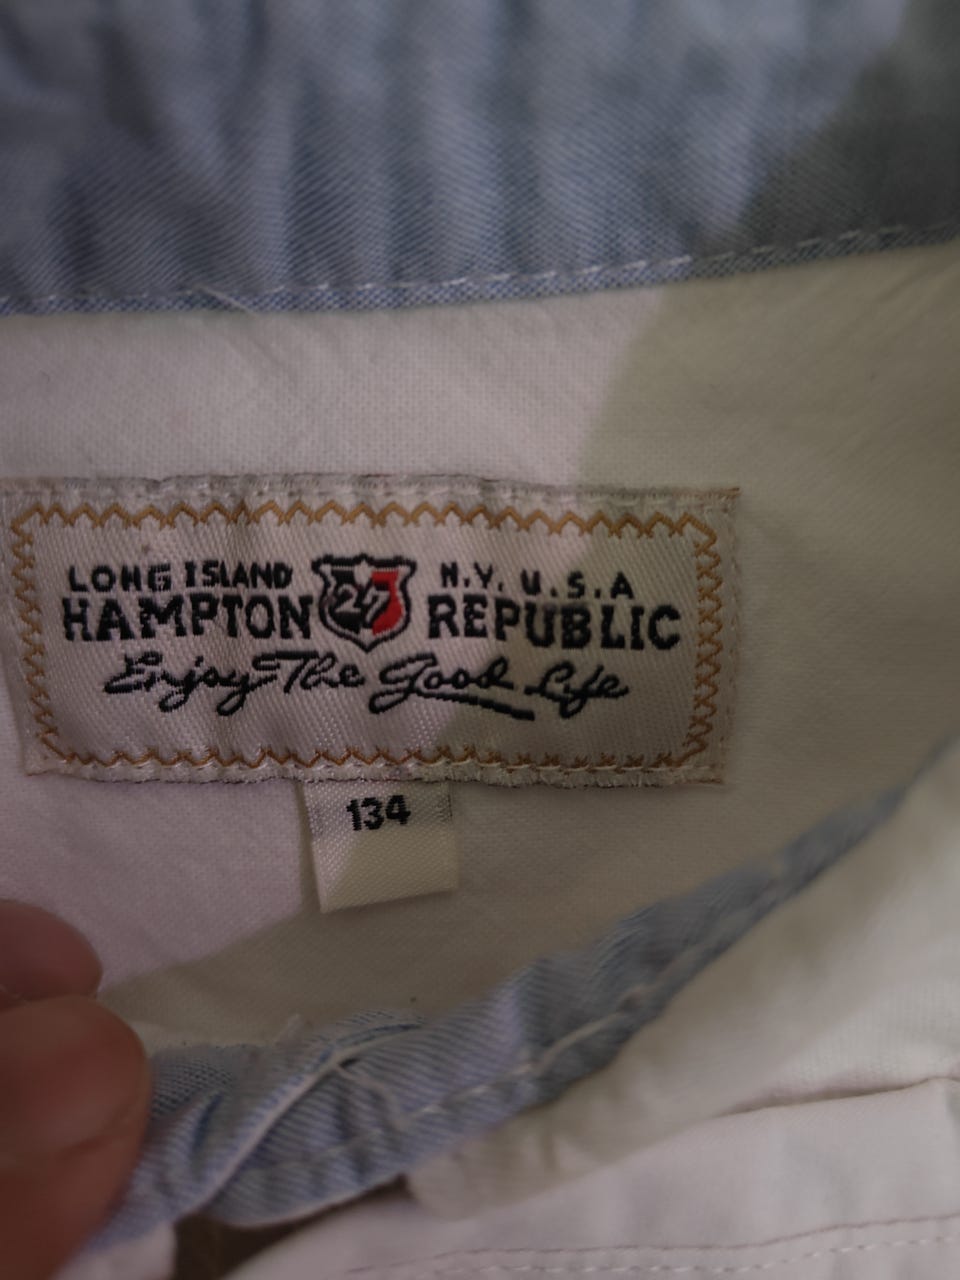 LONG ISLAND 27 N.Y. U.S.A
HAMPTON REPUBLIC
Enjoy The Good Life
134